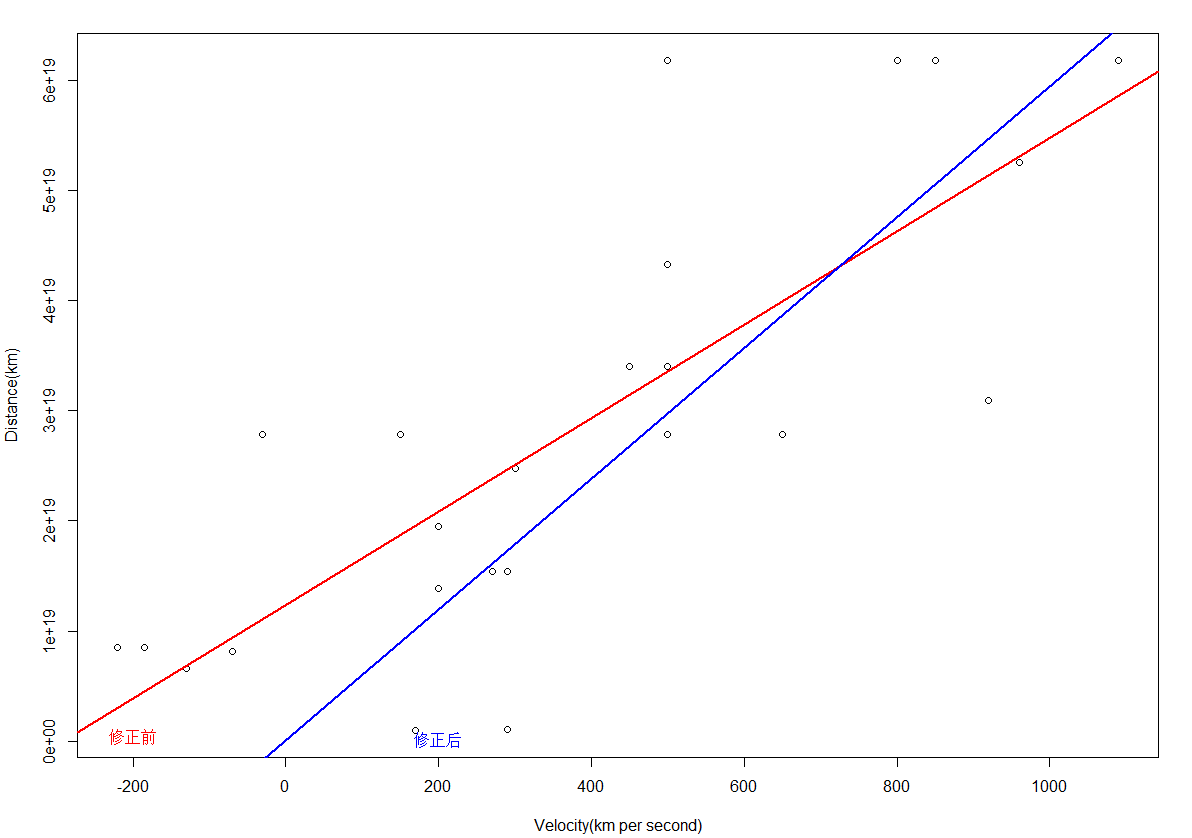 6e+19
5e+19
4e+19
3e+19
2e+19
1e+19
0e+00
Distance(km)
修正前
修正后
-200 0 200 400 600 800 1000
Velocity(km per second)